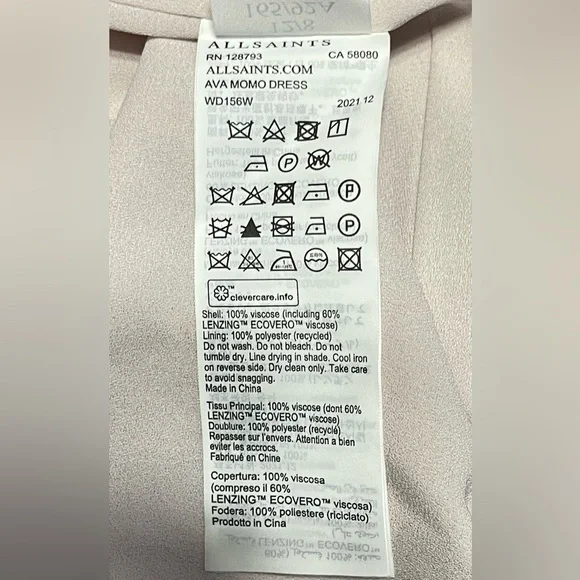 165/92A
12/8
ALLSAINTS
RN 128793 CA 58080
ALLSAINTS.COM
AVA MOMO DRESS
WD156W 2021 12
clevercare.info
Shell: 100% viscose (including 60%
LENZING™ ECOVERO™ viscose)
Lining: 100% polyester (recycled)
Do not wash. Do not bleach. Do not
tumble dry. Line drying in shade. Cool iron
on reverse side. Dry clean only. Take care
to avoid snagging.
Made in China
Tissu Principal: 100% viscose (dont 60%
LENZING™ ECOVERO™ viscose)
Doublure: 100% polyester (recyclé)
Repasser sur l'envers. Attention a bien
eviter les accrocs.
Fabriqué en Chine
Copertura: 100% viscosa
(compreso il 60%
LENZING™ ECOVERO™ viscosa)
Fodera: 100% poliestere (riciclato)
Prodotto in Cina